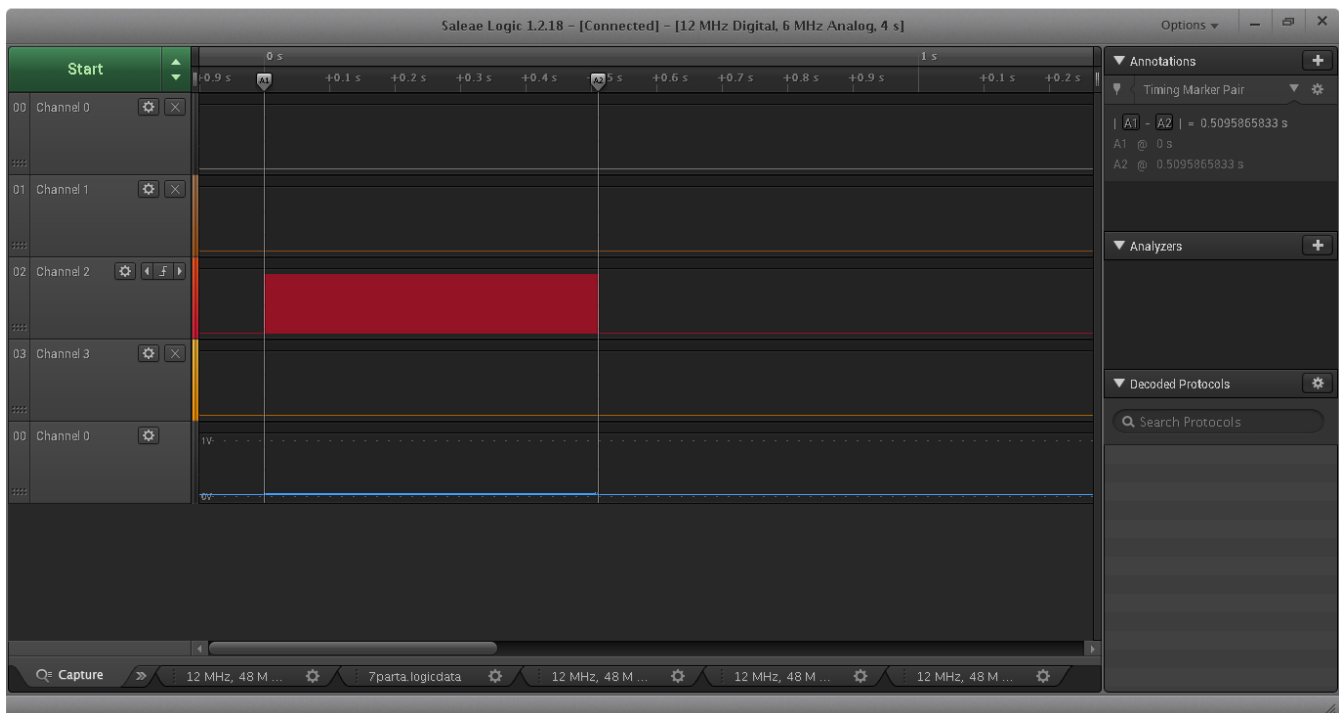 Saleae Logic 1.2.18 – [Connected] – [12 MHz Digital, 6 MHz Analog, 4 s]
Options
Start
0 s
1 s
+0.9 s
A1
+0.1 s
+0.2 s
+0.3 s
+0.4 s
A2
5 s
+0.6 s
+0.7 s
+0.8 s
+0.9 s
+0.1 s
+0.2 s
00 Channel 0
01 Channel 1
02 Channel 2
03 Channel 3
00 Channel 0
1V
0V
Annotations
Timing Marker Pair
| A1 - A2 | = 0.5095865833 s
A1 @ 0 s
A2 @ 0.5095865833 s
Analyzers
Decoded Protocols
Search Protocols
Capture
12 MHz, 48 M ...
7parta.logicdata
12 MHz, 48 M ...
12 MHz, 48 M ...
12 MHz, 48 M ...